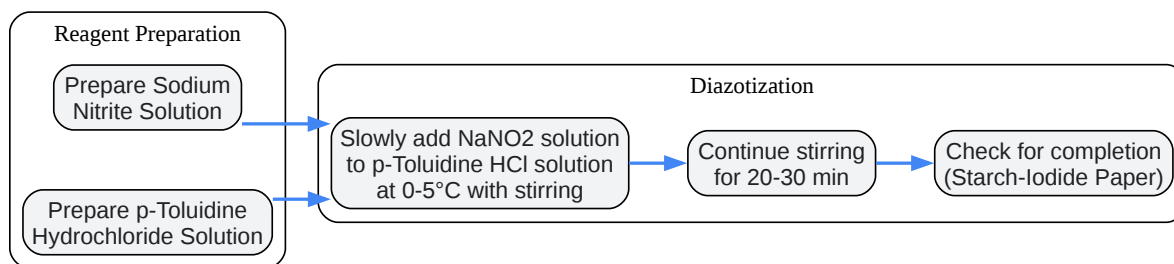 Reagent Preparation
Prepare Sodium
Nitrite Solution
Prepare p-Toluidine
Hydrochloride Solution
Diazotization
Slowly add NaNO2 solution
to p-Toluidine HCl solution
at 0-5°C with stirring
Continue stirring
for 20-30 min
Check for completion
(Starch-Iodide Paper)